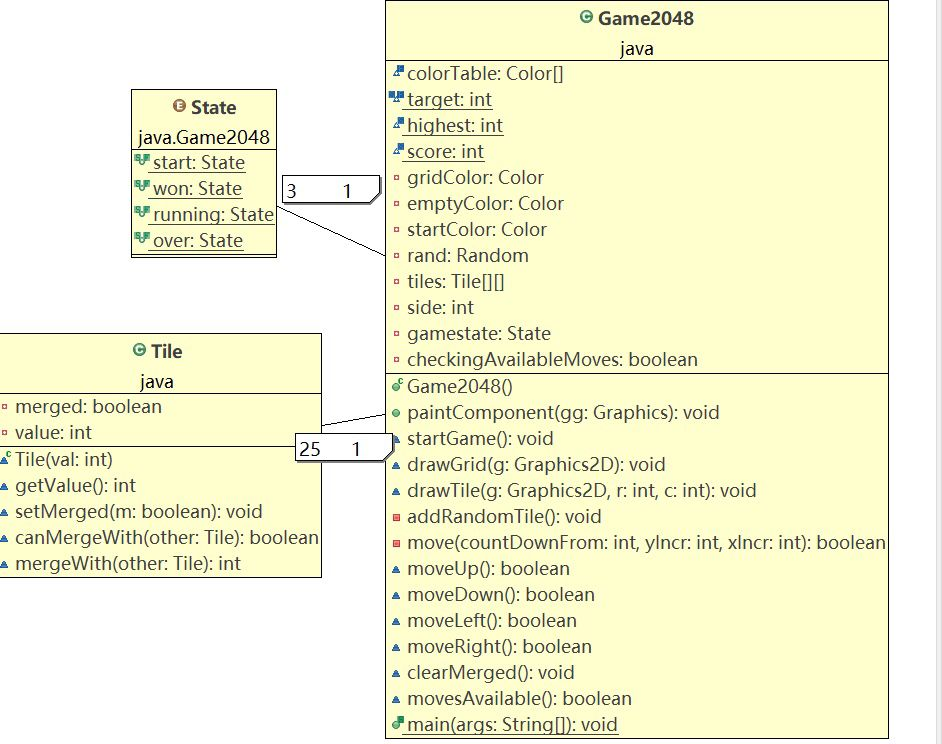 State
java.Game2048
start: State
won: State
running: State
over: State
3 1
Tile
java
merged: boolean
value: int
Tile(val: int)
getValue(): int
setMerged(m: boolean): void
canMergeWith(other: Tile): boolean
mergeWith(other: Tile): int
25 1
Game2048
java
colorTable: Color[]
target: int
highest: int
score: int
gridColor: Color
emptyColor: Color
startColor: Color
rand: Random
tiles: Tile[][]
side: int
gamestate: State
checkingAvailableMoves: boolean
Game2048()
paintComponent(gg: Graphics): void
startGame(): void
drawGrid(g: Graphics2D): void
drawTile(g: Graphics2D, r: int, c: int): void
addRandomTile(): void
move(countDownFrom: int, yIncr: int, xIncr: int): boolean
moveUp(): boolean
moveDown(): boolean
moveLeft(): boolean
moveRight(): boolean
clearMerged(): void
movesAvailable(): boolean
main(args: String[]): void